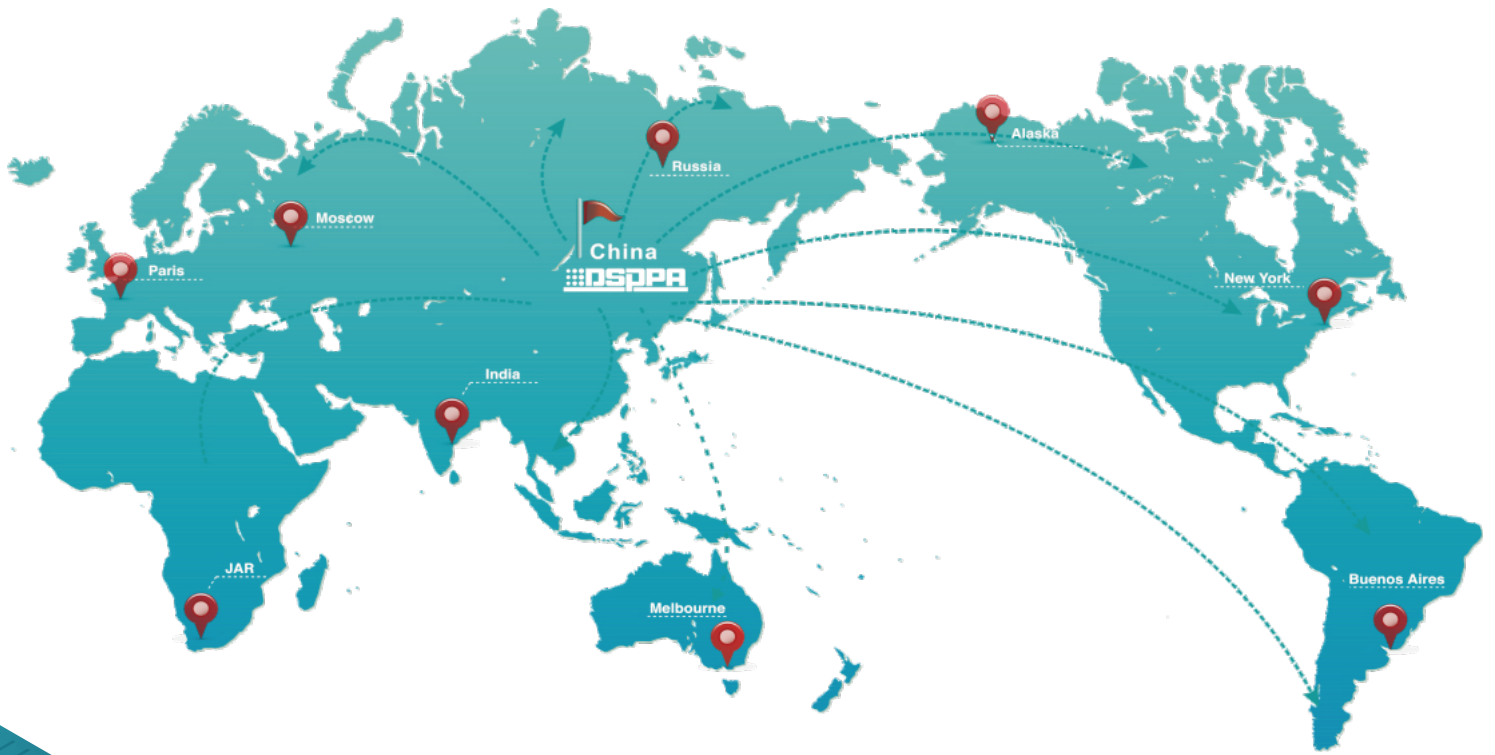 Alaska
Russia
Moscow
China
Paris
DSPPA
New York
India
JAR
Buenos Aires
Melbourne